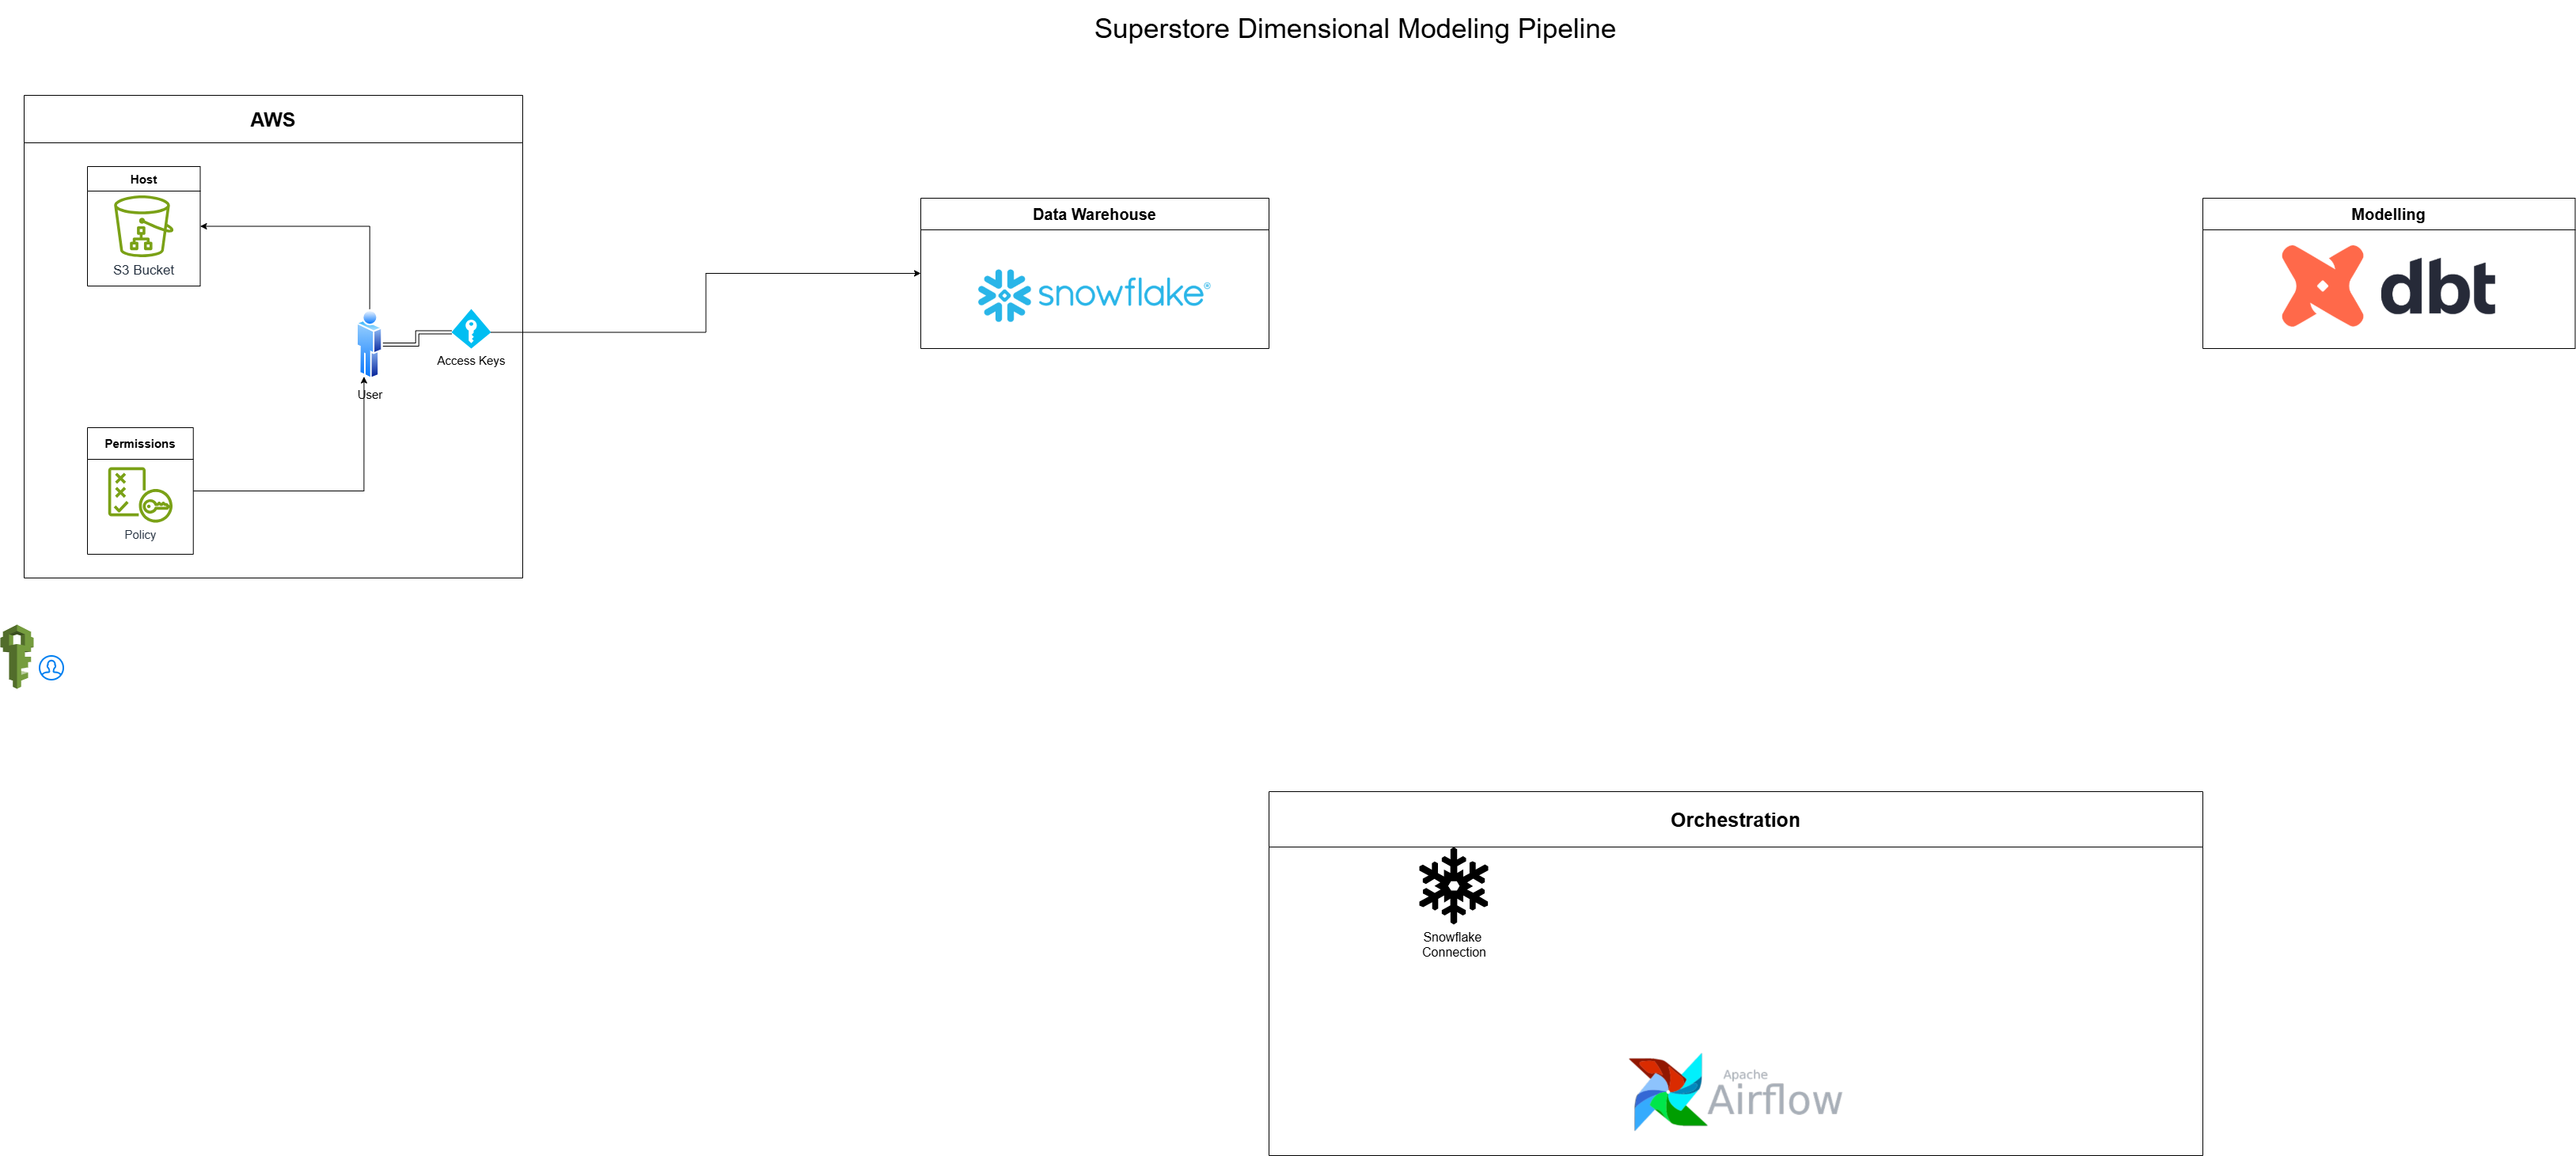 Superstore Dimensional Modeling Pipeline
AWS
Host
S3 Bucket
User
Access Keys
Permissions
Policy
Data Warehouse
snowflake®
Modelling
dbt
Orchestration
Snowflake
Connection
Apache
Airflow